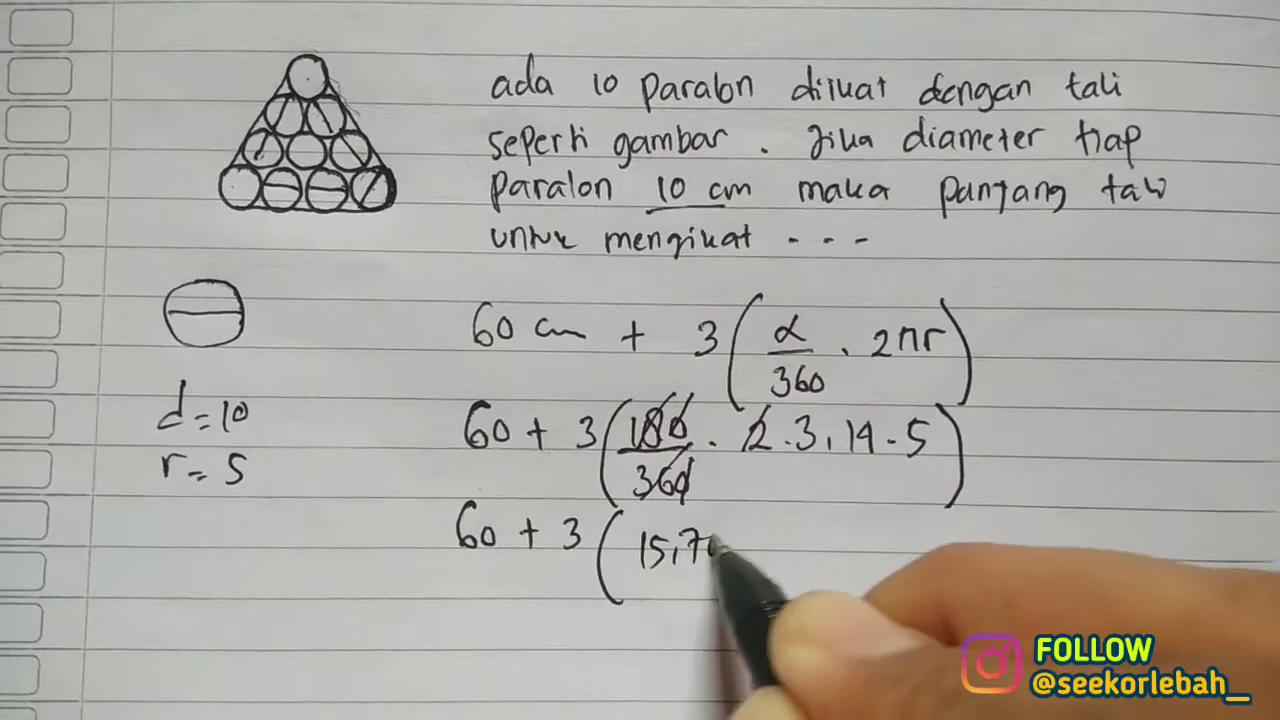 ada 10 paralon diikat dengan tali
seperti gambar . Jika diameter tiap
paralon 10 cm maka panjang tali
untuk mengikat - - -
60 cm + 3 ( α/360 . 2πr )
d = 10
60 + 3 ( 180/360 . 2 . 3,14 . 5 )
r = 5
60 + 3 ( 15,70
FOLLOW
@seekorlebah_